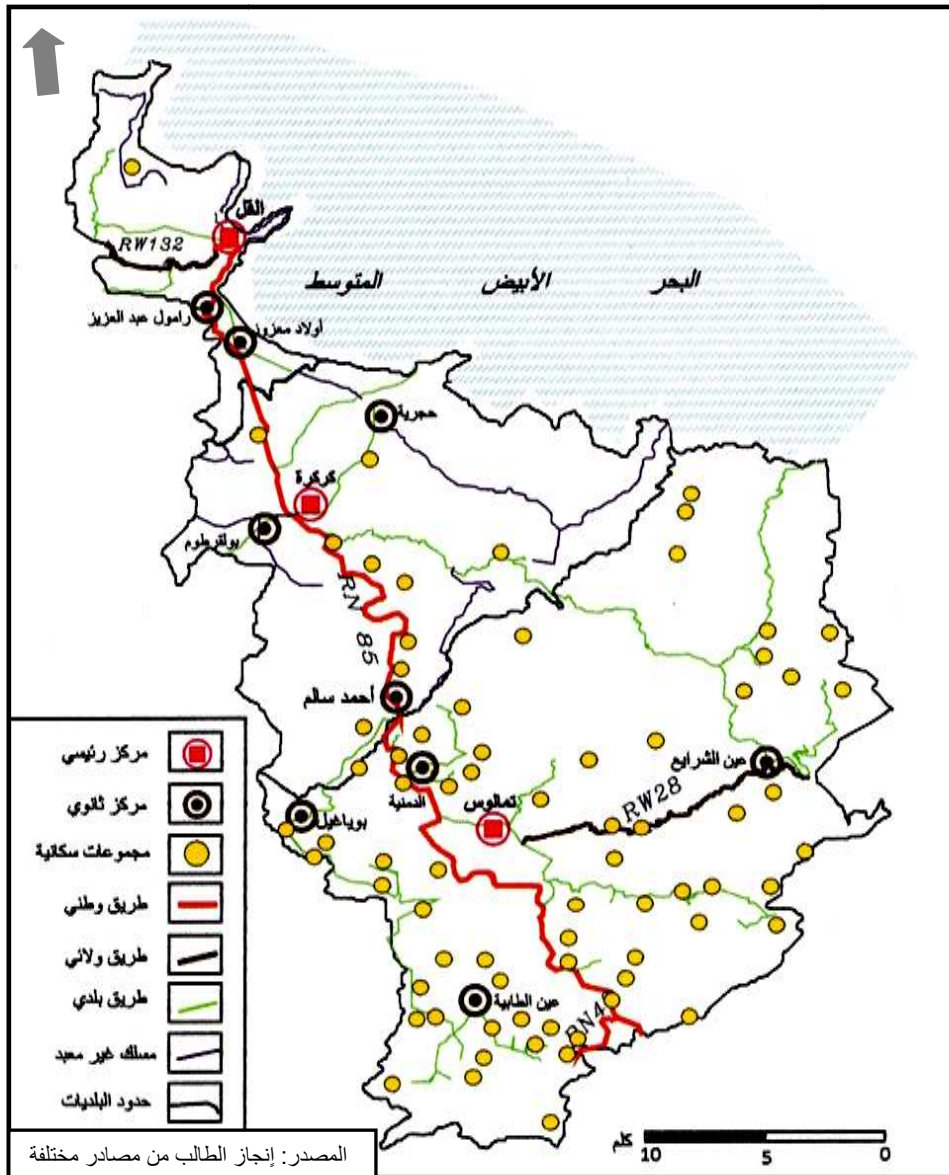 القل
RW132
البحر الأبيض المتوسط
رامول عبد العزيز
أولاد معزوز
حجرية
كركرة
بولقرطوم
RN 85
أحمد سالم
عين الشرايع
الدمنية
تمالوس
RW28
بوياغيل
عين الطابية
RN4
مركز رئيسي
مركز ثانوي
مجموعات سكانية
طريق وطني
طريق ولائي
طريق بلدي
مسلك غير معبد
حدود البلديات
كلم
10 5 0
المصدر: إنجاز الطالب من مصادر مختلفة